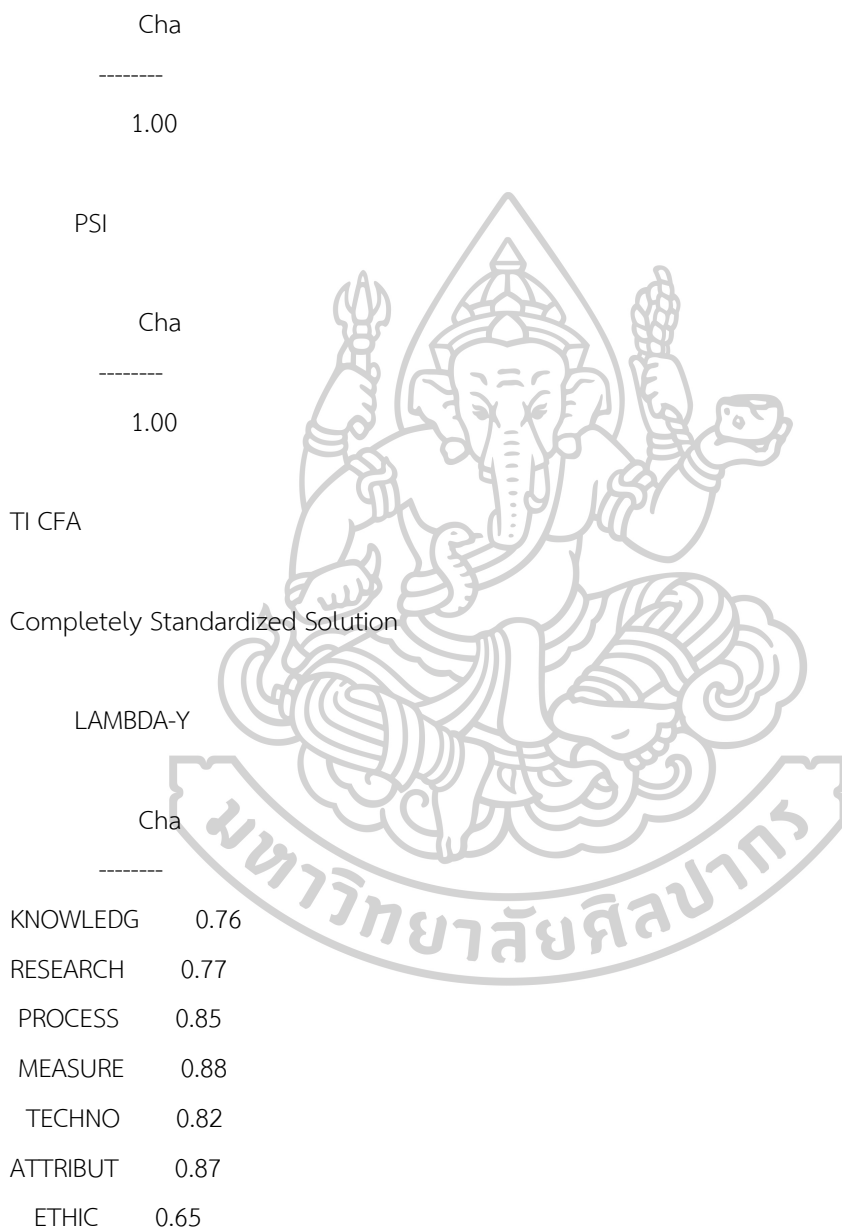 Cha
--------
1.00
PSI
Cha
--------
1.00
TI CFA
Completely Standardized Solution
LAMBDA-Y
Cha
--------
KNOWLEDG 0.76
RESEARCH 0.77
PROCESS 0.85
MEASURE 0.88
TECHNO 0.82
ATTRIBUT 0.87
ETHIC 0.65
มหาวิทยาลัยศิลปากร